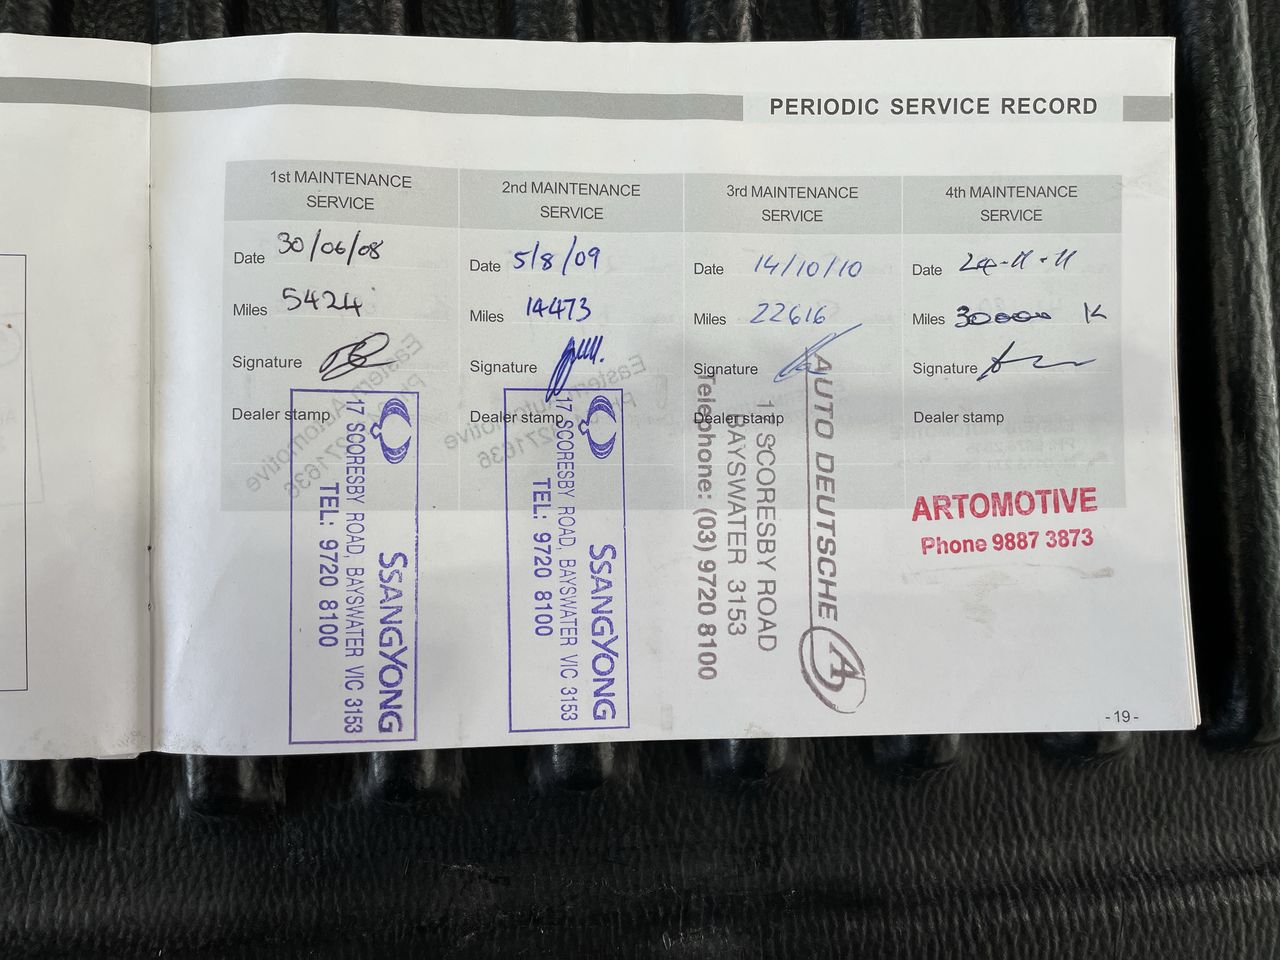 PERIODIC SERVICE RECORD
1st MAINTENANCE
SERVICE
Date 30/06/08
Miles 5424
Signature
Dealer stamp
SSANGYONG
17 SCORESBY ROAD, BAYSWATER VIC 3153
TEL: 9720 8100
2nd MAINTENANCE
SERVICE
Date 5/8/09
Miles 14473
Signature
Dealer stamp
SSANGYONG
17 SCORESBY ROAD, BAYSWATER VIC 3153
TEL: 9720 8100
3rd MAINTENANCE
SERVICE
Date 14/10/10
Miles 22616
Signature
Dealer stamp
AUTO DEUTSCHE A
SCORESBY ROAD
BAYSWATER 3153
Telephone: (03) 9720 8100
4th MAINTENANCE
SERVICE
Date 24-11-11
Miles 30000 K
Signature
Dealer stamp
ARTOMOTIVE
Phone 9887 3873
- 19 -